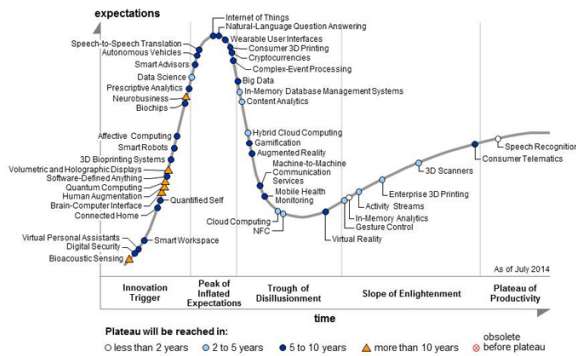 expectations
Internet of Things
Natural-Language Question Answering
Wearable User Interfaces
Speech-to-Speech Translation
Consumer 3D Printing
Autonomous Vehicles
Cryptocurrencies
Smart Advisors
Complex-Event Processing
Data Science
Big Data
Prescriptive Analytics
In-Memory Database Management Systems
Neurobusiness
Content Analytics
Biochips
Hybrid Cloud Computing
Affective Computing
Gamification
Speech Recognition
Smart Robots
Augmented Reality
Consumer Telematics
3D Bioprinting Systems
Machine-to-Machine
Communication
Services
Volumetric and Holographic Displays
3D Scanners
Software-Defined Anything
Quantum Computing
Mobile Health
Monitoring
Enterprise 3D Printing
Human Augmentation
Brain-Computer Interface
Quantified Self
Activity Streams
Connected Home
Cloud Computing
In-Memory Analytics
NFC
Gesture Control
Virtual Personal Assistants
Smart Workspace
Virtual Reality
Digital Security
Bioacoustic Sensing
As of July 2014
Innovation
Trigger
Peak of
Inflated
Expectations
Trough of
Disillusionment
Slope of Enlightenment
Plateau of
Productivity
time
Plateau will be reached in:
less than 2 years
2 to 5 years
5 to 10 years
more than 10 years
obsolete
before plateau